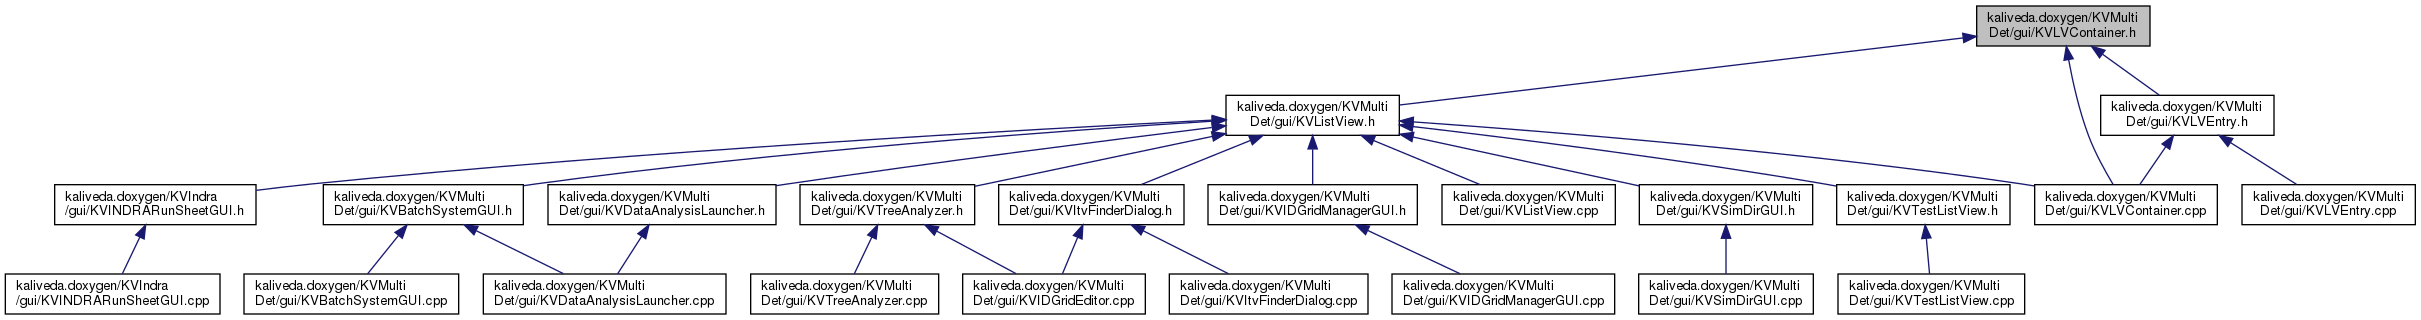 kaliveda.doxygen/KVMulti
Det/gui/KVLVContainer.h
kaliveda.doxygen/KVMulti
Det/gui/KVListView.h
kaliveda.doxygen/KVMulti
Det/gui/KVLVEntry.h
kaliveda.doxygen/KVIndra
/gui/KVINDRARunSheetGUI.h
kaliveda.doxygen/KVMulti
Det/gui/KVBatchSystemGUI.h
kaliveda.doxygen/KVMulti
Det/gui/KVDataAnalysisLauncher.h
kaliveda.doxygen/KVMulti
Det/gui/KVTreeAnalyzer.h
kaliveda.doxygen/KVMulti
Det/gui/KVItvFinderDialog.h
kaliveda.doxygen/KVMulti
Det/gui/KVIDGridManagerGUI.h
kaliveda.doxygen/KVMulti
Det/gui/KVListView.cpp
kaliveda.doxygen/KVMulti
Det/gui/KVSimDirGUI.h
kaliveda.doxygen/KVMulti
Det/gui/KVTestListView.h
kaliveda.doxygen/KVMulti
Det/gui/KVLVContainer.cpp
kaliveda.doxygen/KVMulti
Det/gui/KVLVEntry.cpp
kaliveda.doxygen/KVIndra
/gui/KVINDRARunSheetGUI.cpp
kaliveda.doxygen/KVMulti
Det/gui/KVBatchSystemGUI.cpp
kaliveda.doxygen/KVMulti
Det/gui/KVDataAnalysisLauncher.cpp
kaliveda.doxygen/KVMulti
Det/gui/KVTreeAnalyzer.cpp
kaliveda.doxygen/KVMulti
Det/gui/KVIDGridEditor.cpp
kaliveda.doxygen/KVMulti
Det/gui/KVItvFinderDialog.cpp
kaliveda.doxygen/KVMulti
Det/gui/KVIDGridManagerGUI.cpp
kaliveda.doxygen/KVMulti
Det/gui/KVSimDirGUI.cpp
kaliveda.doxygen/KVMulti
Det/gui/KVTestListView.cpp